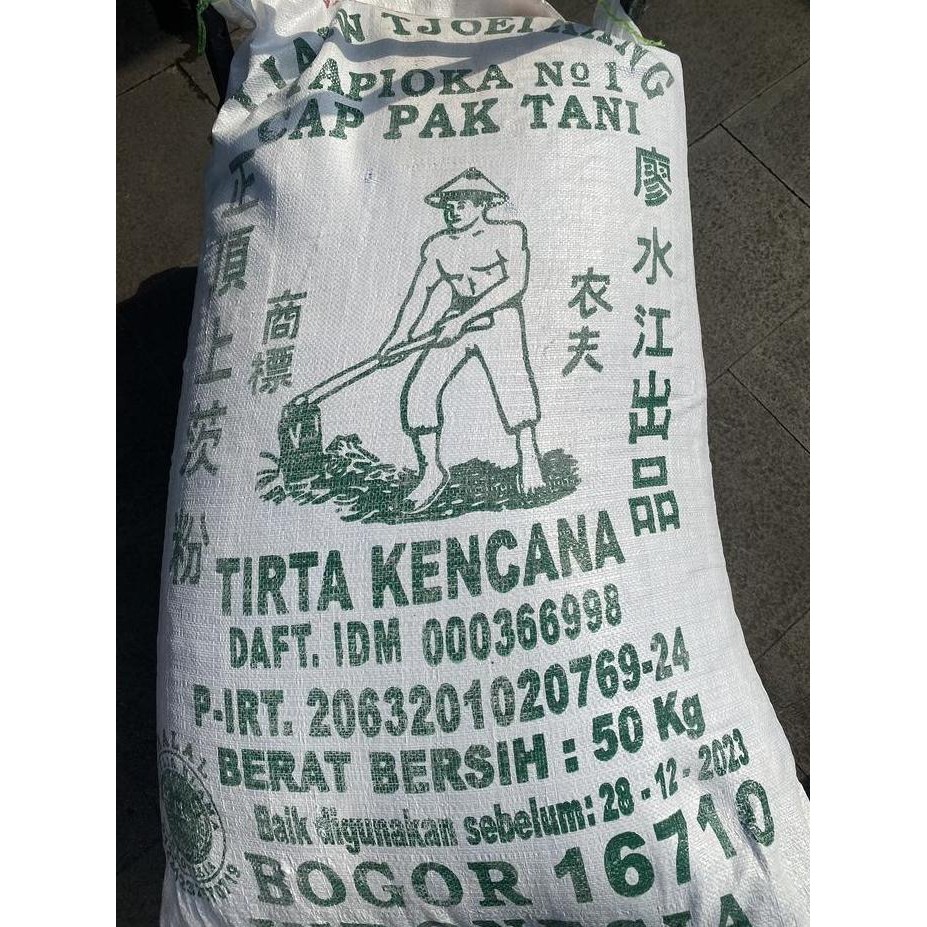 TAPIOKA No 1
CAP PAK TANI
正頂上茨粉
商標
农夫
廖水江出品
TIRTA KENCANA
DAFT. IDM 000366998
P-IRT. 2063201020769-24
BERAT BERSIH : 50 Kg
Baik digunakan sebelum: 28 - 12 - 2023
BOGOR 16710
INDONESIA